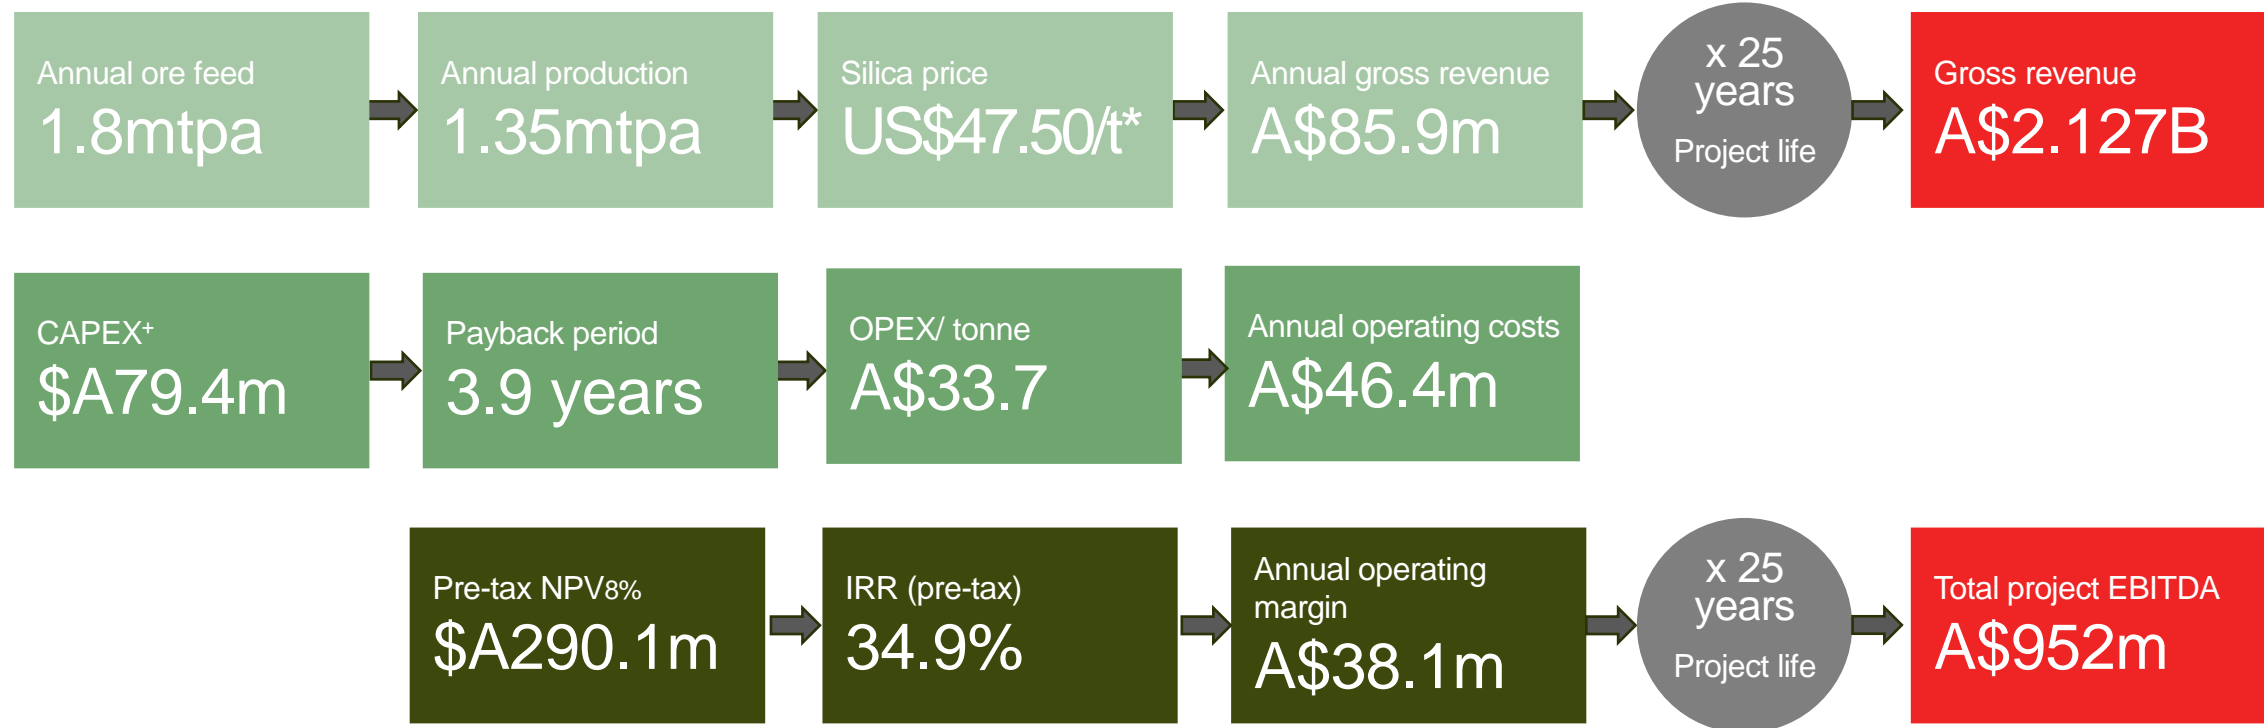 Annual ore feed
1.8mtpa
Annual production
1.35mtpa
Silica price
US$47.50/t*
Annual gross revenue
A$85.9m
x 25
years
Project life
Gross revenue
A$2.127B
CAPEX+
$A79.4m
Payback period
3.9 years
OPEX/ tonne
A$33.7
Annual operating costs
A$46.4m
Pre-tax NPV8%
$A290.1m
IRR (pre-tax)
34.9%
Annual operating
margin
A$38.1m
x 25
years
Project life
Total project EBITDA
A$952m